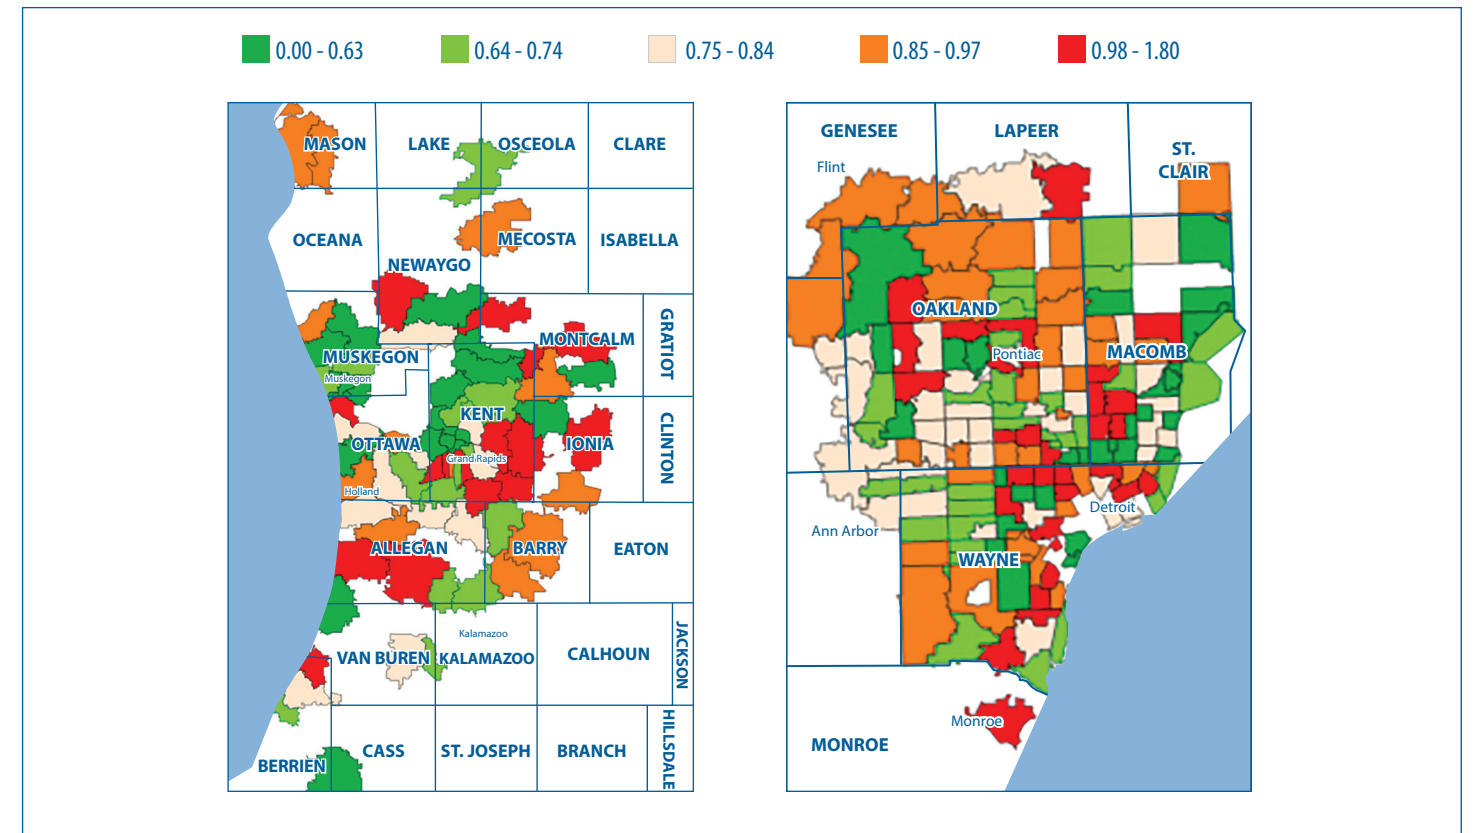 0.00 - 0.63
0.64 - 0.74
0.75 - 0.84
0.85 - 0.97
0.98 - 1.80
MASON
LAKE
OSCEOLA
CLARE
OCEANA
NEWAYGO
MECOSTA
ISABELLA
MUSKEGON
Muskegon
MONTCALM
GRATIOT
KENT
OTTAWA
Grand Rapids
IONIA
CLINTON
Holland
ALLEGAN
BARRY
EATON
Kalamazoo
VAN BUREN
KALAMAZOO
CALHOUN
JACKSON
BERRIEN
CASS
ST. JOSEPH
BRANCH
HILLSDALE
GENESEE
LAPEER
ST.
CLAIR
Flint
OAKLAND
Pontiac
MACOMB
Ann Arbor
Detroit
WAYNE
Monroe
MONROE